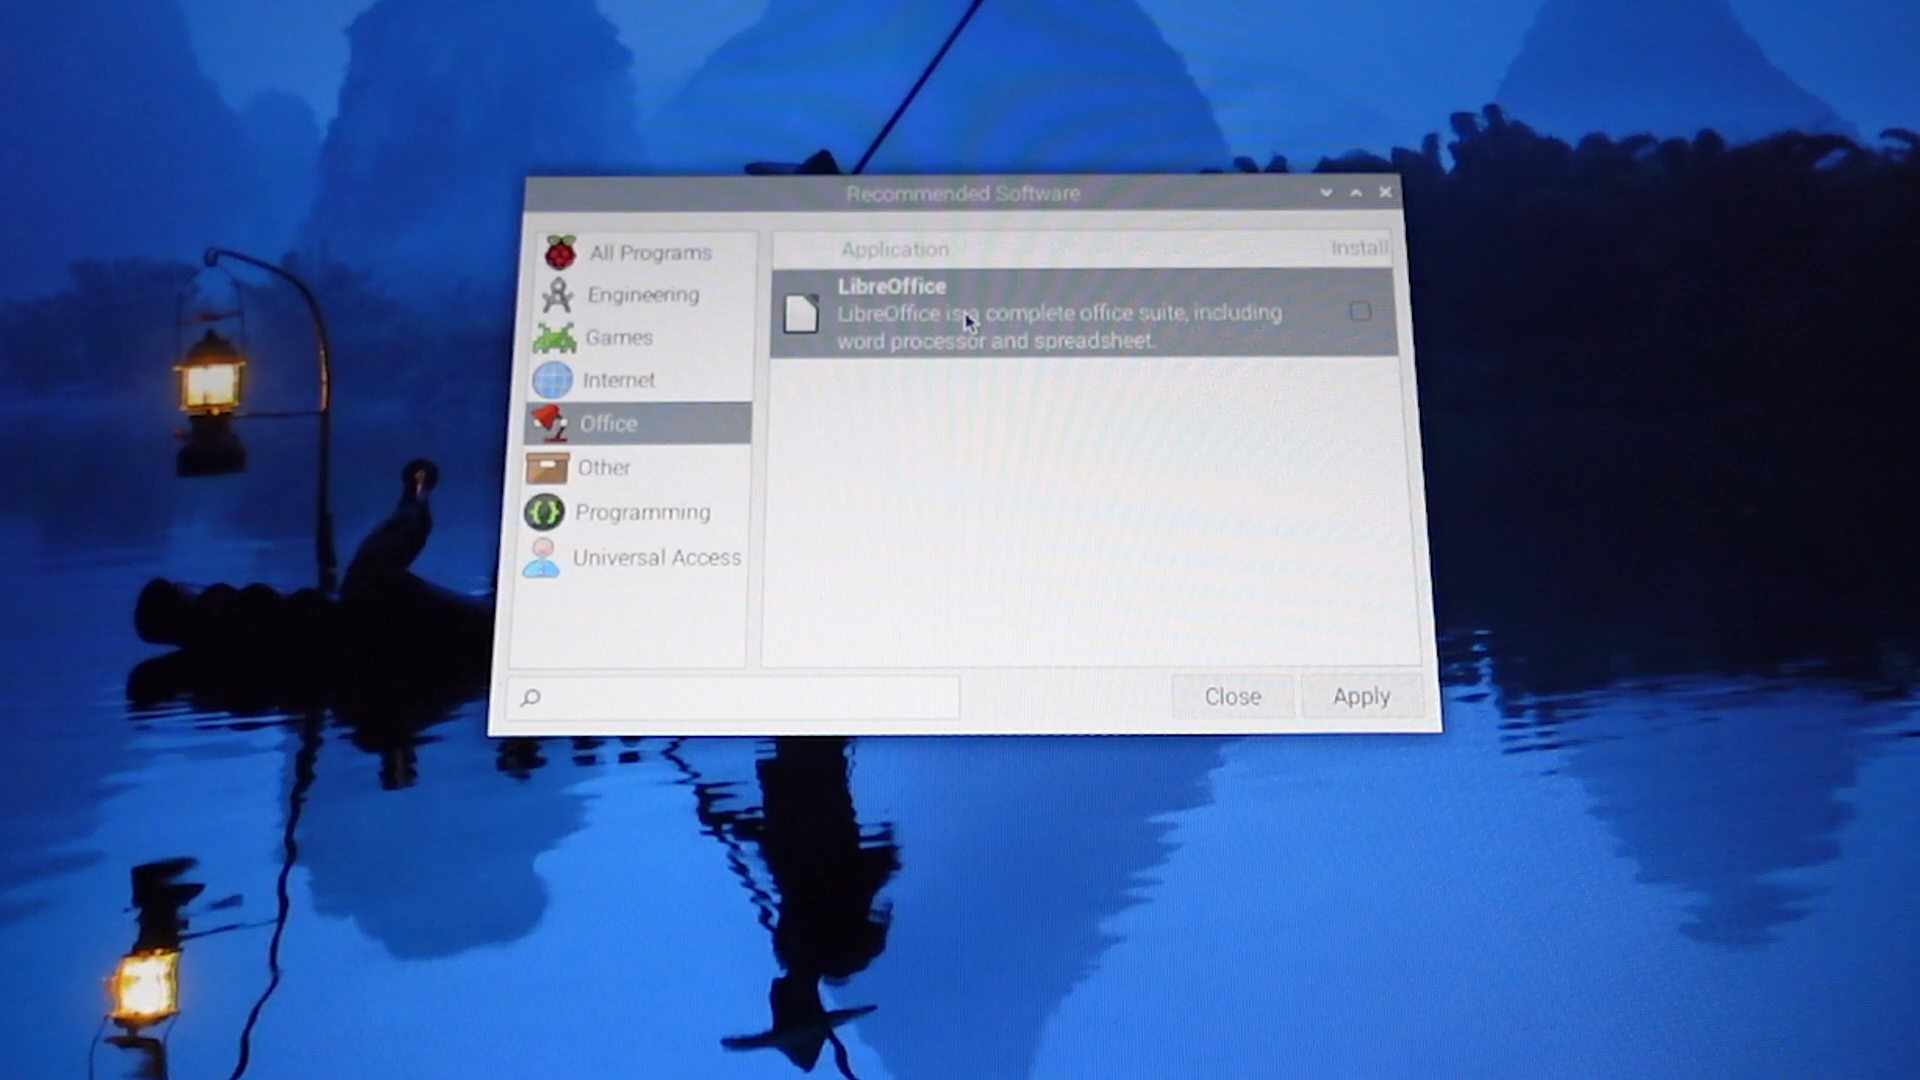 Recommended Software
All Programs
Engineering
Games
Internet
Office
Other
Programming
Universal Access
Application
Install
LibreOffice
LibreOffice is a complete office suite, including
word processor and spreadsheet.
Close
Apply